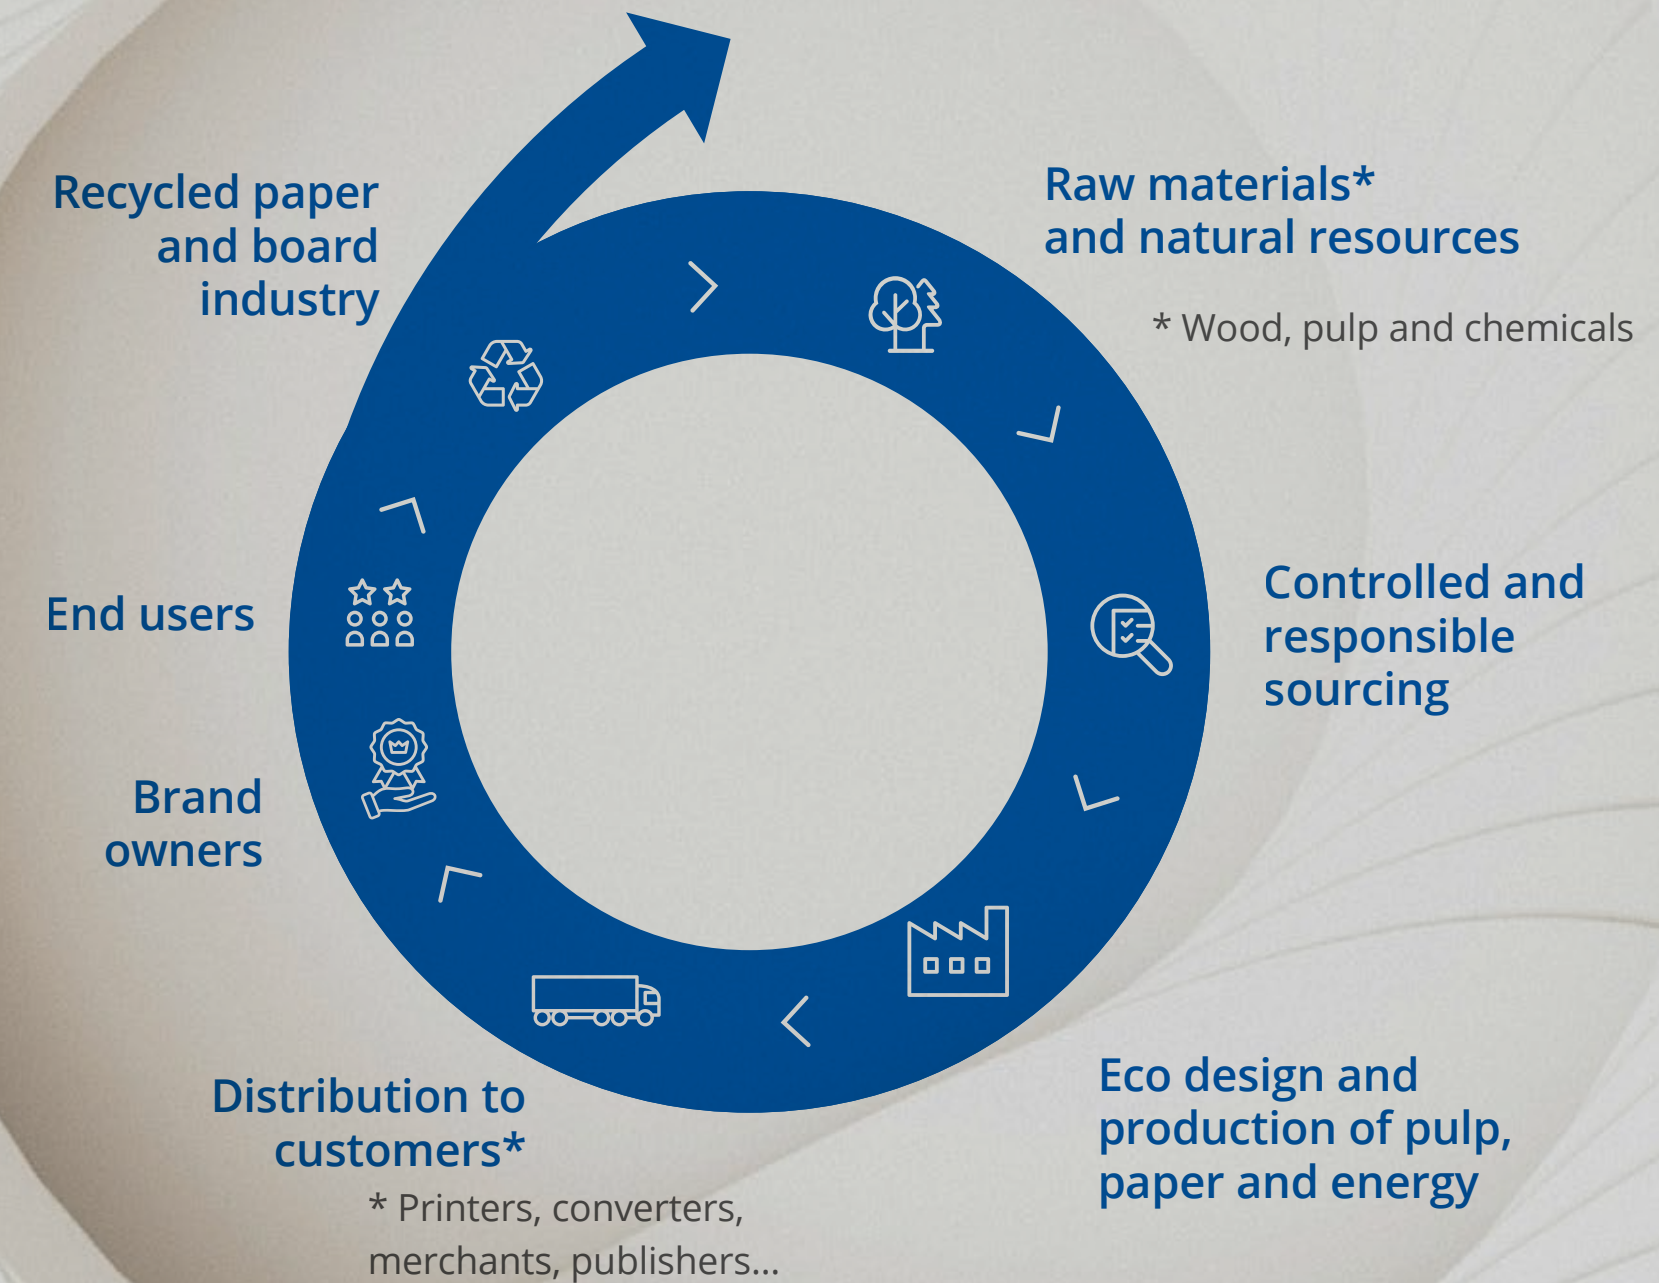 Recycled paper
and board
industry
Raw materials*
and natural resources
* Wood, pulp and chemicals
Controlled and
responsible
sourcing
Eco design and
production of pulp,
paper and energy
Distribution to
customers*
* Printers, converters,
merchants, publishers...
Brand
owners
End users